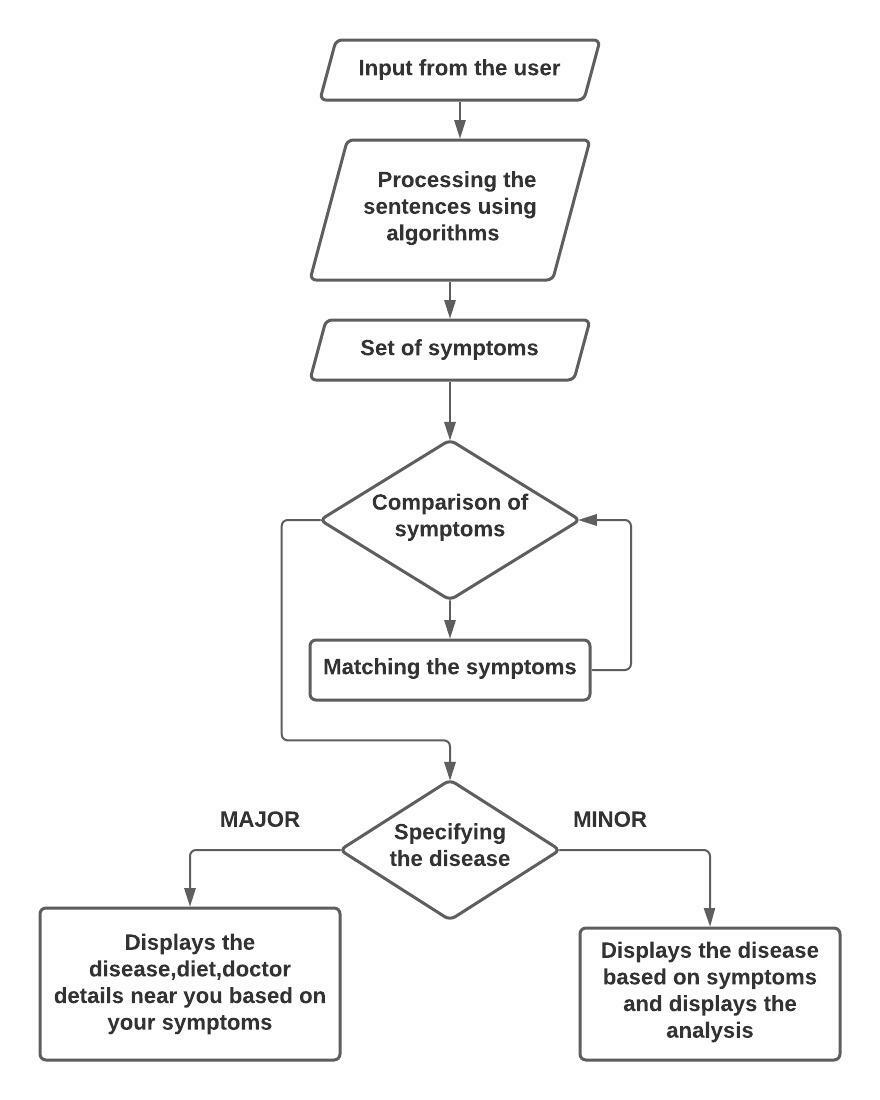 Input from the user
Processing the
sentences using
algorithms
Set of symptoms
Comparison of
symptoms
Matching the symptoms
MAJOR
MINOR
Specifying
the disease
Displays the
disease,diet,doctor
details near you based on
your symptoms
Displays the disease
based on symptoms
and displays the
analysis